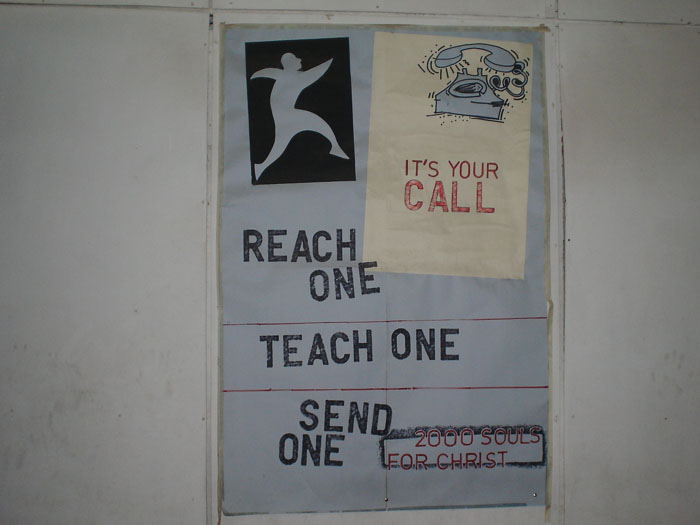 IT'S YOUR
CALL
REACH
ONE
TEACH ONE
SEND
ONE
2000 SOULS
FOR CHRIST